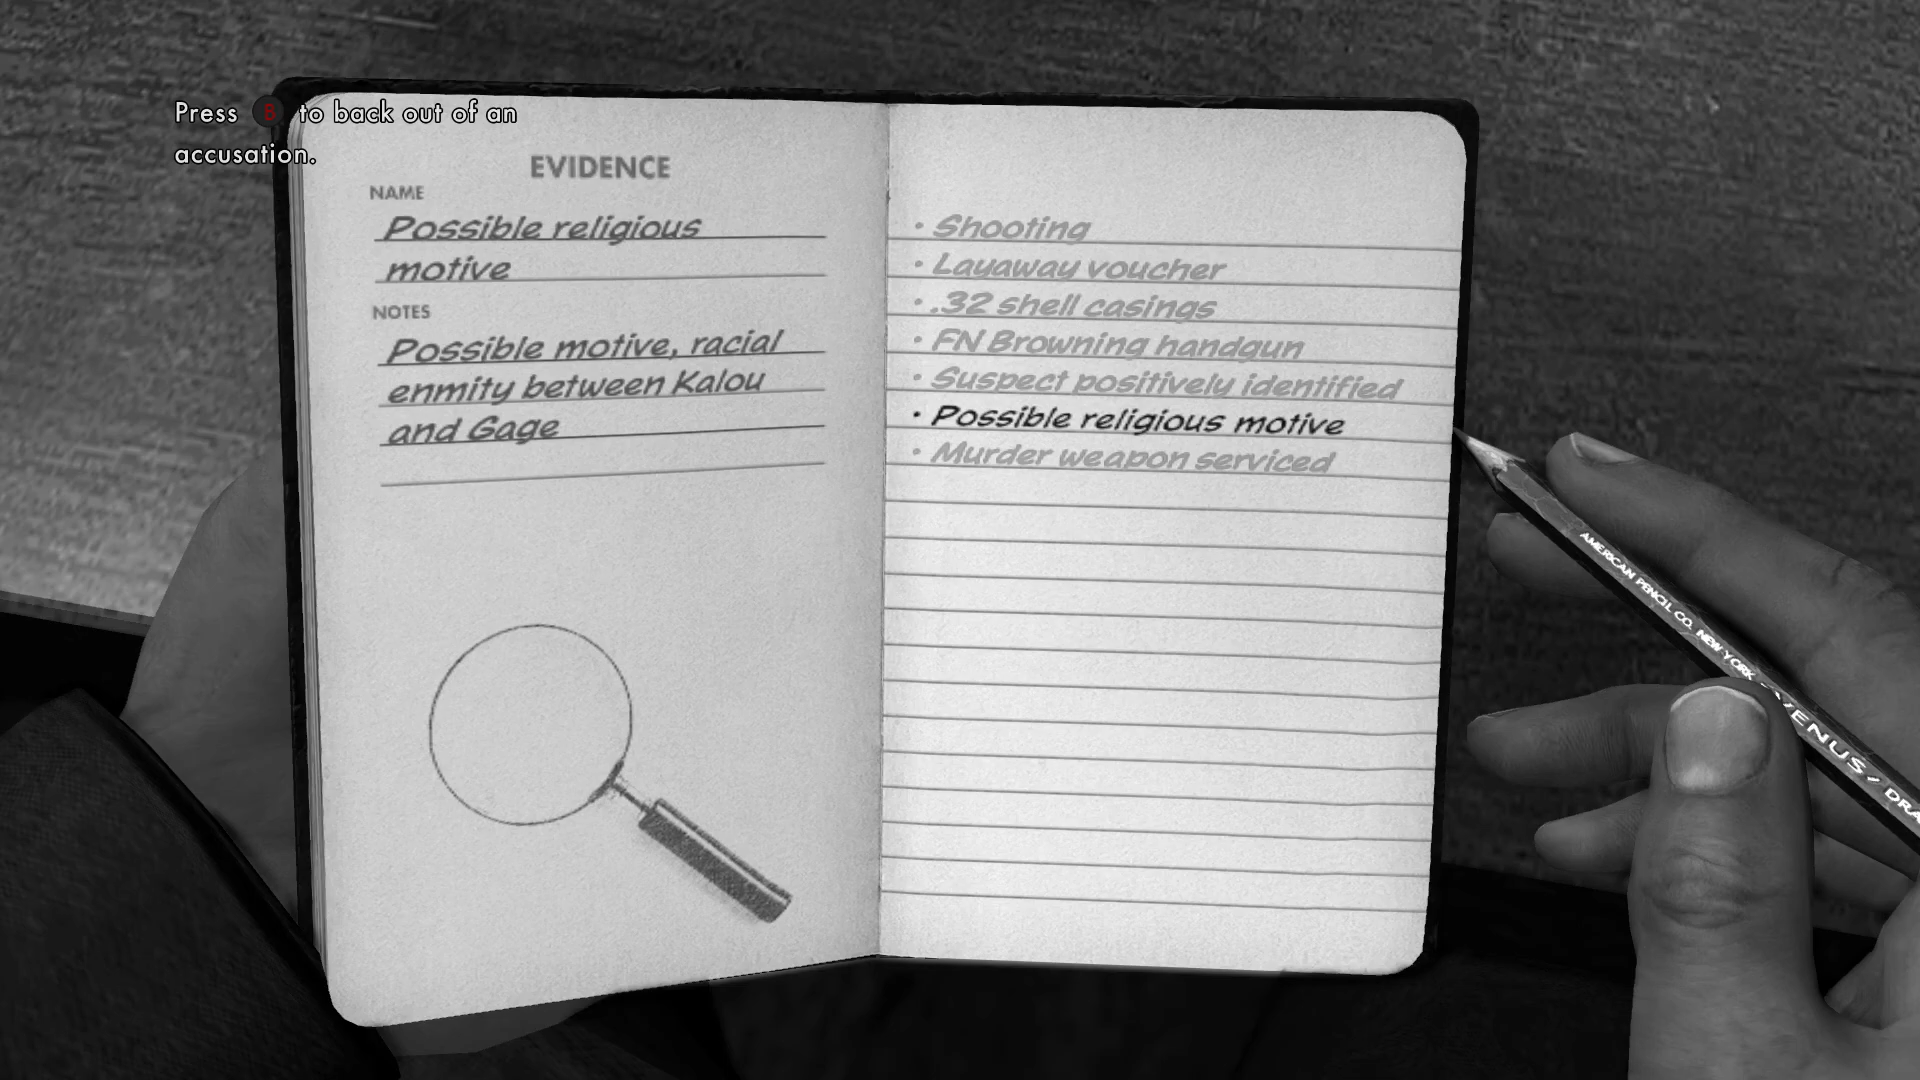 Press B to back out of an
accusation.
EVIDENCE
NAME
Possible religious
motive
NOTES
Possible motive, racial
enmity between Kalou
and Gage
• Shooting
• Layaway voucher
• .32 shell casings
• FN Browning handgun
• Suspect positively identified
• Possible religious motive
• Murder weapon serviced
AMERICAN PENCIL CO. NEW YORK VENUS